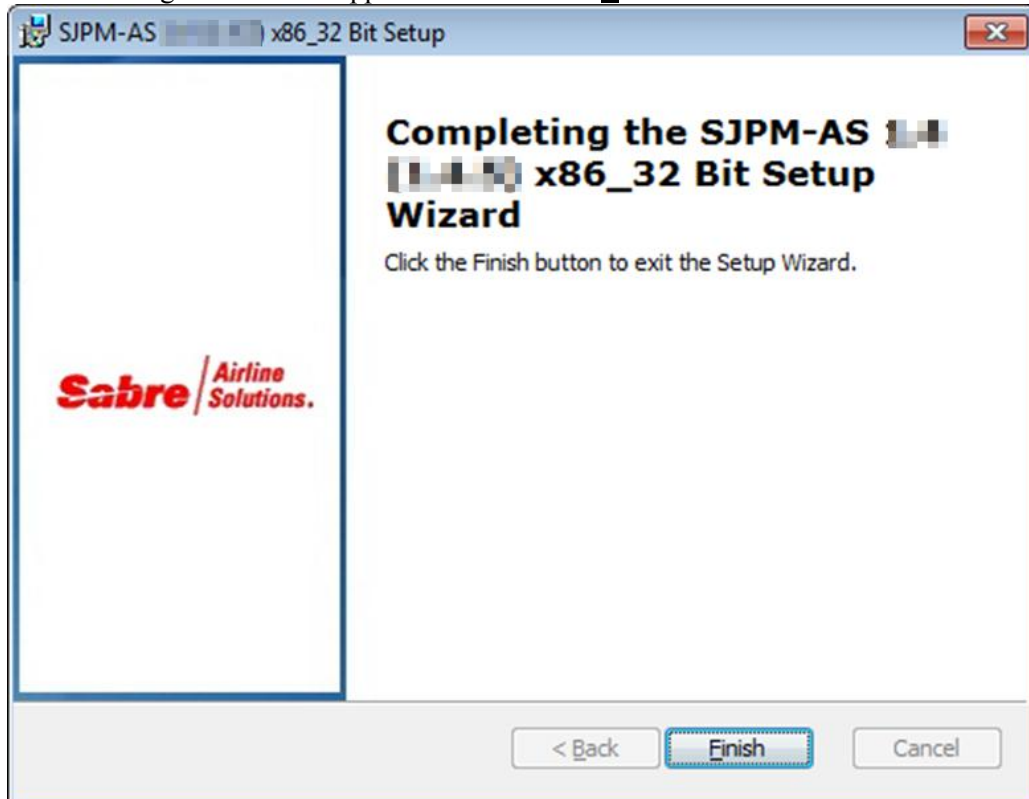 SJPM-AS x86_32 Bit Setup
Completing the SJPM-AS
x86_32 Bit Setup
Wizard
Click the Finish button to exit the Setup Wizard.
Sabre Airline
Solutions.
< Back Finish Cancel